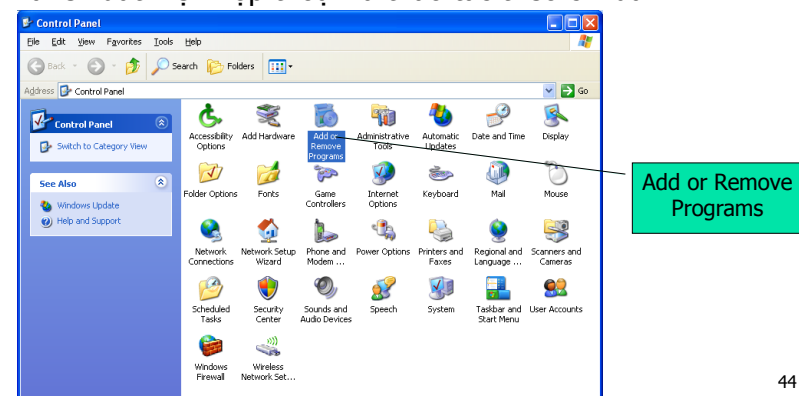 Control Panel
File Edit View Favorites Tools Help
Back Search Folders
Address Control Panel Go
Control Panel
Switch to Category View
See Also
Windows Update
Help and Support
Accessibility Options
Add Hardware
Add or Remove Programs
Administrative Tools
Automatic Updates
Date and Time
Display
Folder Options
Fonts
Game Controllers
Internet Options
Keyboard
Mail
Mouse
Network Connections
Network Setup Wizard
Phone and Modem ...
Power Options
Printers and Faxes
Regional and Language ...
Scanners and Cameras
Scheduled Tasks
Security Center
Sounds and Audio Devices
Speech
System
Taskbar and Start Menu
User Accounts
Windows Firewall
Wireless Network Set...
Add or Remove
Programs
44